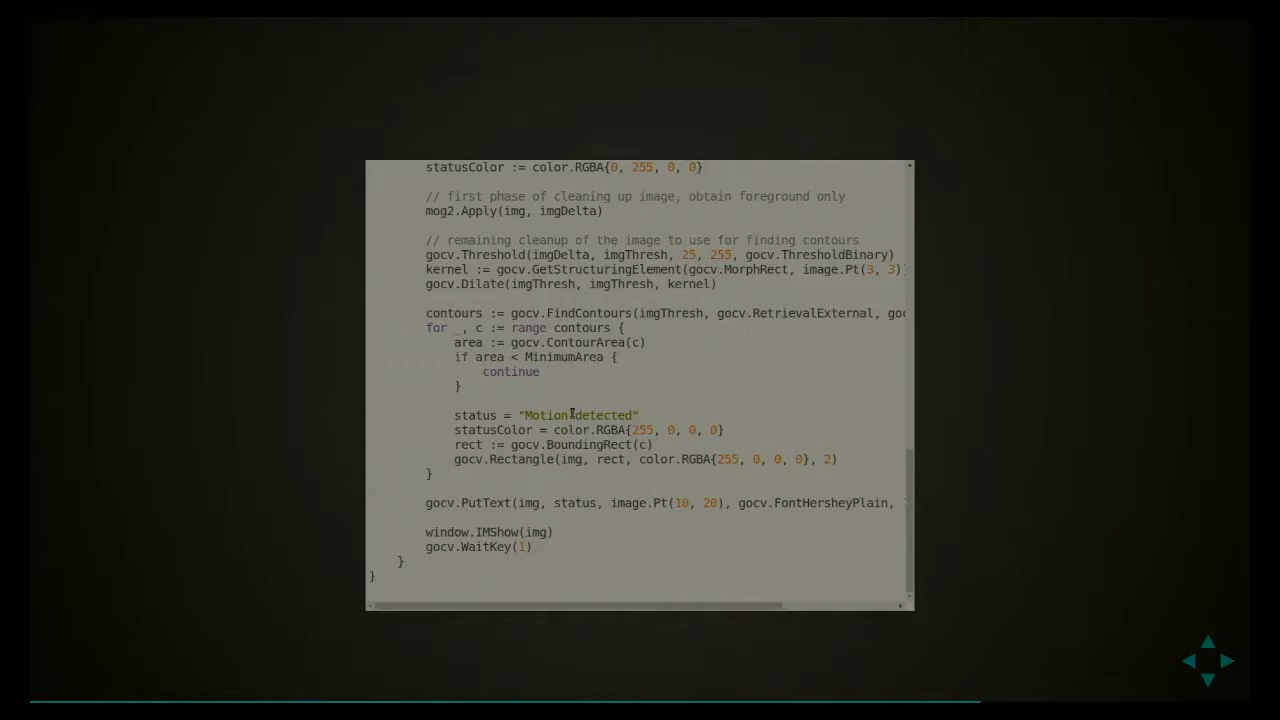 statusColor := color.RGBA{0, 255, 0, 0}
// first phase of cleaning up image, obtain foreground only
mog2.Apply(img, imgDelta)
// remaining cleanup of the image to use for finding contours
gocv.Threshold(imgDelta, imgThresh, 25, 255, gocv.ThresholdBinary)
kernel := gocv.GetStructuringElement(gocv.MorphRect, image.Pt(3, 3)
gocv.Dilate(imgThresh, imgThresh, kernel)
contours := gocv.FindContours(imgThresh, gocv.RetrievalExternal, goc
for _, c := range contours {
area := gocv.ContourArea(c)
if area < MinimumArea {
continue
}
status = "Motion detected"
statusColor = color.RGBA{255, 0, 0, 0}
rect := gocv.BoundingRect(c)
gocv.Rectangle(img, rect, color.RGBA{255, 0, 0, 0}, 2)
}
gocv.PutText(img, status, image.Pt(10, 20), gocv.FontHersheyPlain,
window.IMShow(img)
gocv.WaitKey(1)
}
}